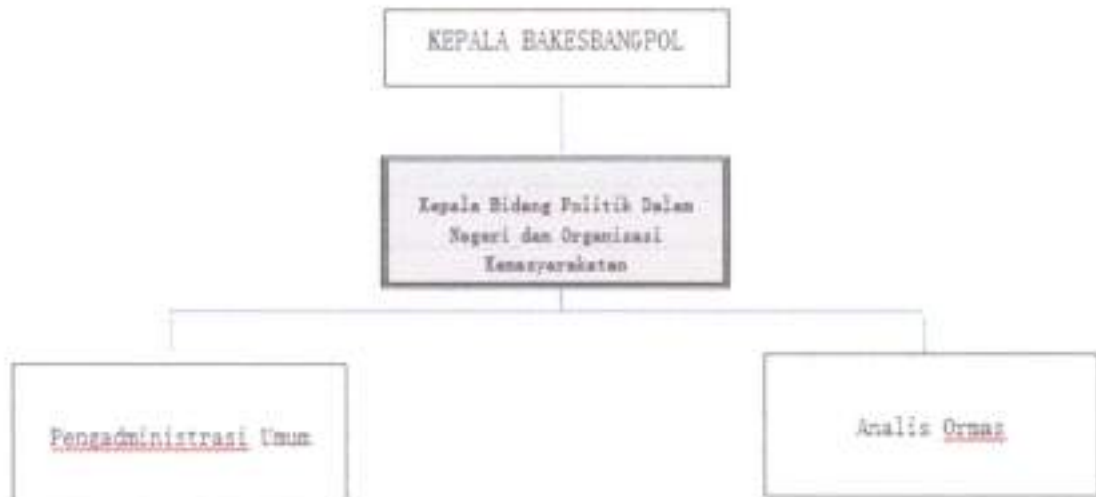 KEPALA BAKESBANGPOL
Kepala Bidang Politik Dalam
Negeri dan Organisasi
Kemasyarakatan
Pengadministrasi Umum
Analis Ormas